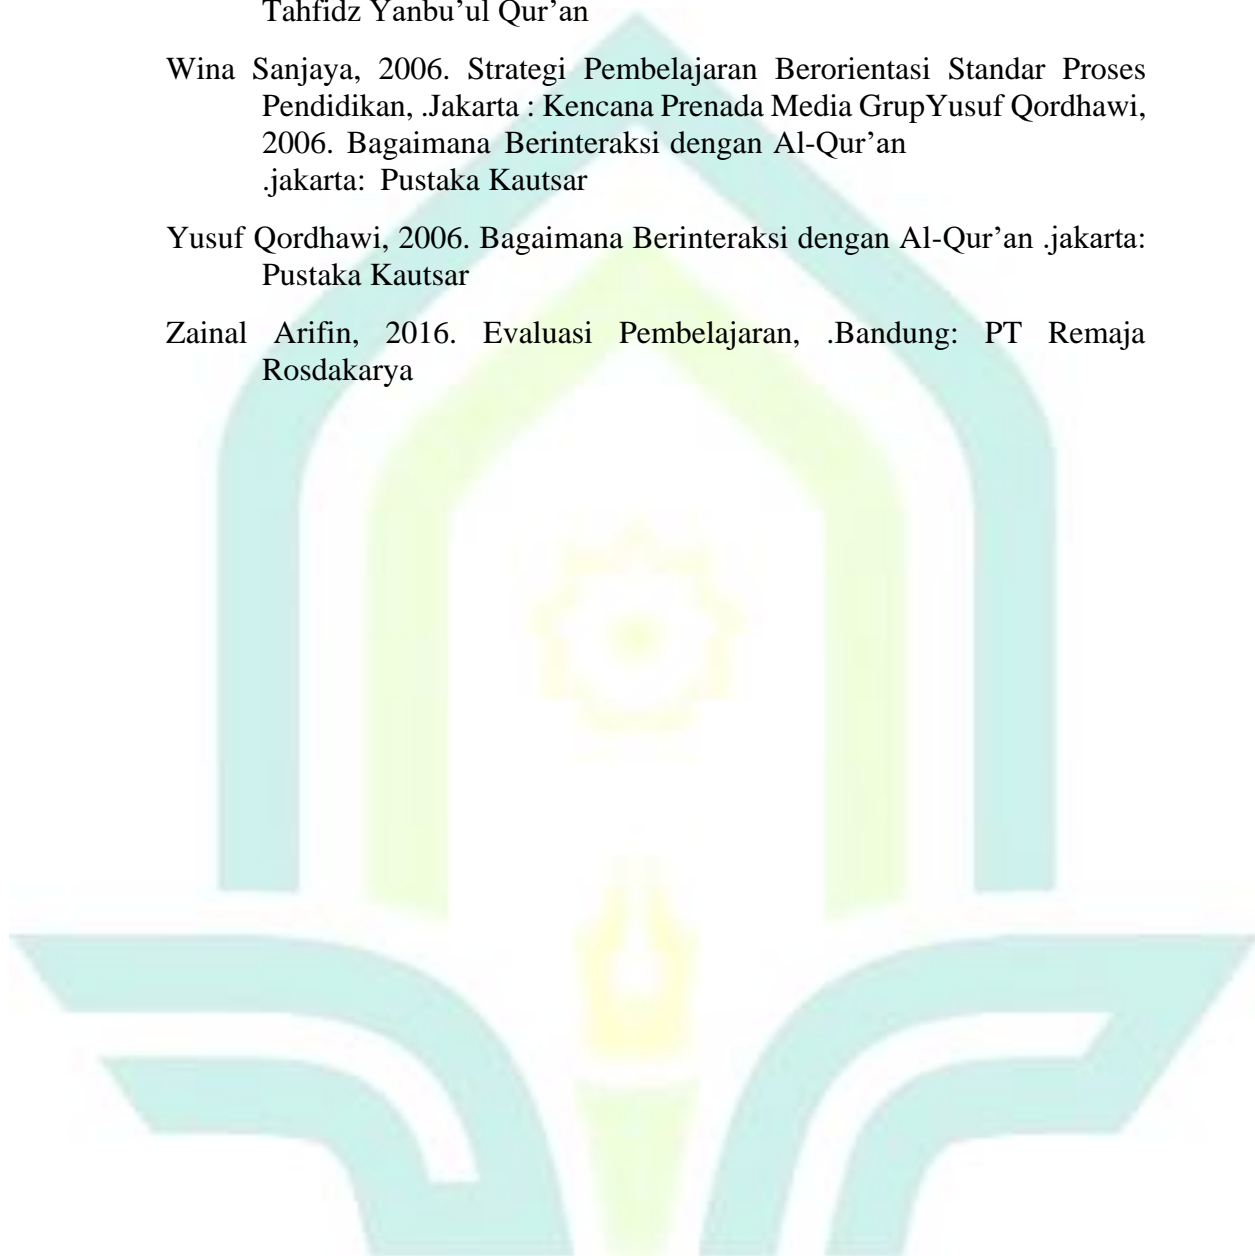 Tahfidz Yanbu’ul Qur’an
Wina Sanjaya, 2006. Strategi Pembelajaran Berorientasi Standar Proses
Pendidikan, .Jakarta : Kencana Prenada Media GrupYusuf Qordhawi,
2006. Bagaimana Berinteraksi dengan Al-Qur’an
.jakarta: Pustaka Kautsar
Yusuf Qordhawi, 2006. Bagaimana Berinteraksi dengan Al-Qur’an .jakarta:
Pustaka Kautsar
Zainal Arifin, 2016. Evaluasi Pembelajaran, .Bandung: PT Remaja
Rosdakarya